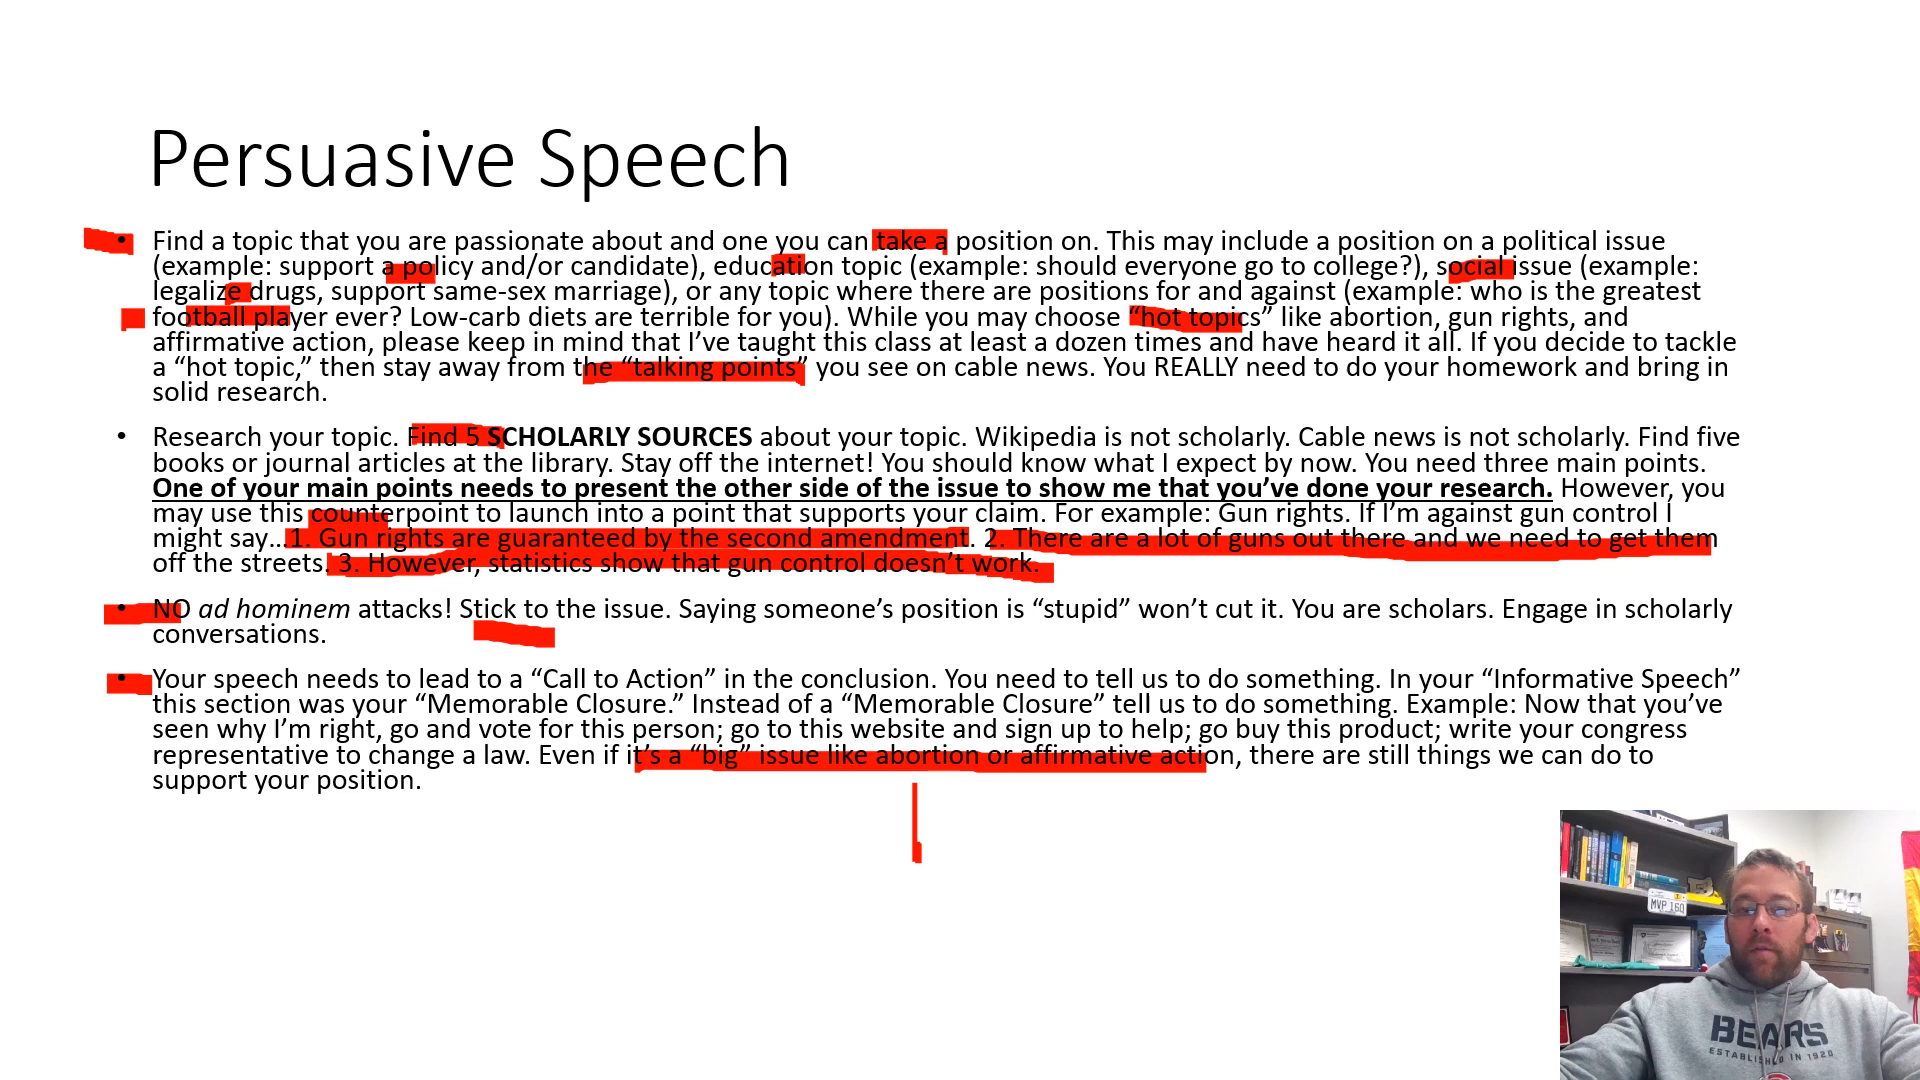 Persuasive Speech
• Find a topic that you are passionate about and one you can take a position on. This may include a position on a political issue
(example: support a policy and/or candidate), education topic (example: should everyone go to college?), social issue (example:
legalize drugs, support same-sex marriage), or any topic where there are positions for and against (example: who is the greatest
football player ever? Low-carb diets are terrible for you). While you may choose “hot topics” like abortion, gun rights, and
affirmative action, please keep in mind that I’ve taught this class at least a dozen times and have heard it all. If you decide to tackle
a “hot topic,” then stay away from the “talking points” you see on cable news. You REALLY need to do your homework and bring in
solid research.
• Research your topic. Find 5 SCHOLARLY SOURCES about your topic. Wikipedia is not scholarly. Cable news is not scholarly. Find five
books or journal articles at the library. Stay off the internet! You should know what I expect by now. You need three main points.
One of your main points needs to present the other side of the issue to show me that you’ve done your research. However, you
may use this counterpoint to launch into a point that supports your claim. For example: Gun rights. If I’m against gun control I
might say…1. Gun rights are guaranteed by the second amendment. 2. There are a lot of guns out there and we need to get them
off the streets. 3. However, statistics show that gun control doesn’t work.
• NO ad hominem attacks! Stick to the issue. Saying someone’s position is “stupid” won’t cut it. You are scholars. Engage in scholarly
conversations.
• Your speech needs to lead to a “Call to Action” in the conclusion. You need to tell us to do something. In your “Informative Speech”
this section was your “Memorable Closure.” Instead of a “Memorable Closure” tell us to do something. Example: Now that you’ve
seen why I’m right, go and vote for this person; go to this website and sign up to help; go buy this product; write your congress
representative to change a law. Even if it’s a “big” issue like abortion or affirmative action, there are still things we can do to
support your position.
MVP 160
BEARS
ESTABLISHED IN 1920